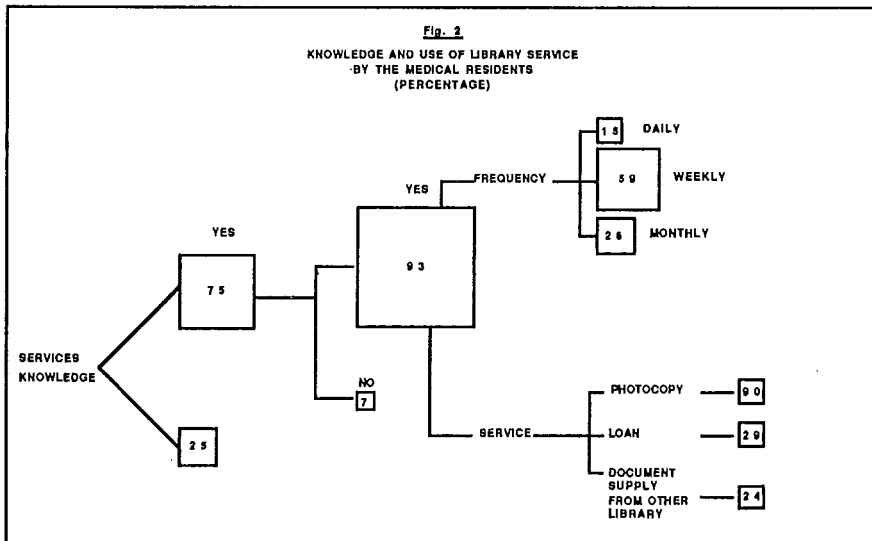 Fig. 2
KNOWLEDGE AND USE OF LIBRARY SERVICE
BY THE MEDICAL RESIDENTS
(PERCENTAGE)
15 DAILY
YES FREQUENCY 59 WEEKLY
YES
26 MONTHLY
93
75
SERVICES
KNOWLEDGE
NO
7
PHOTOCOPY 90
25
SERVICE LOAN 29
DOCUMENT
SUPPLY
FROM OTHER 24
LIBRARY